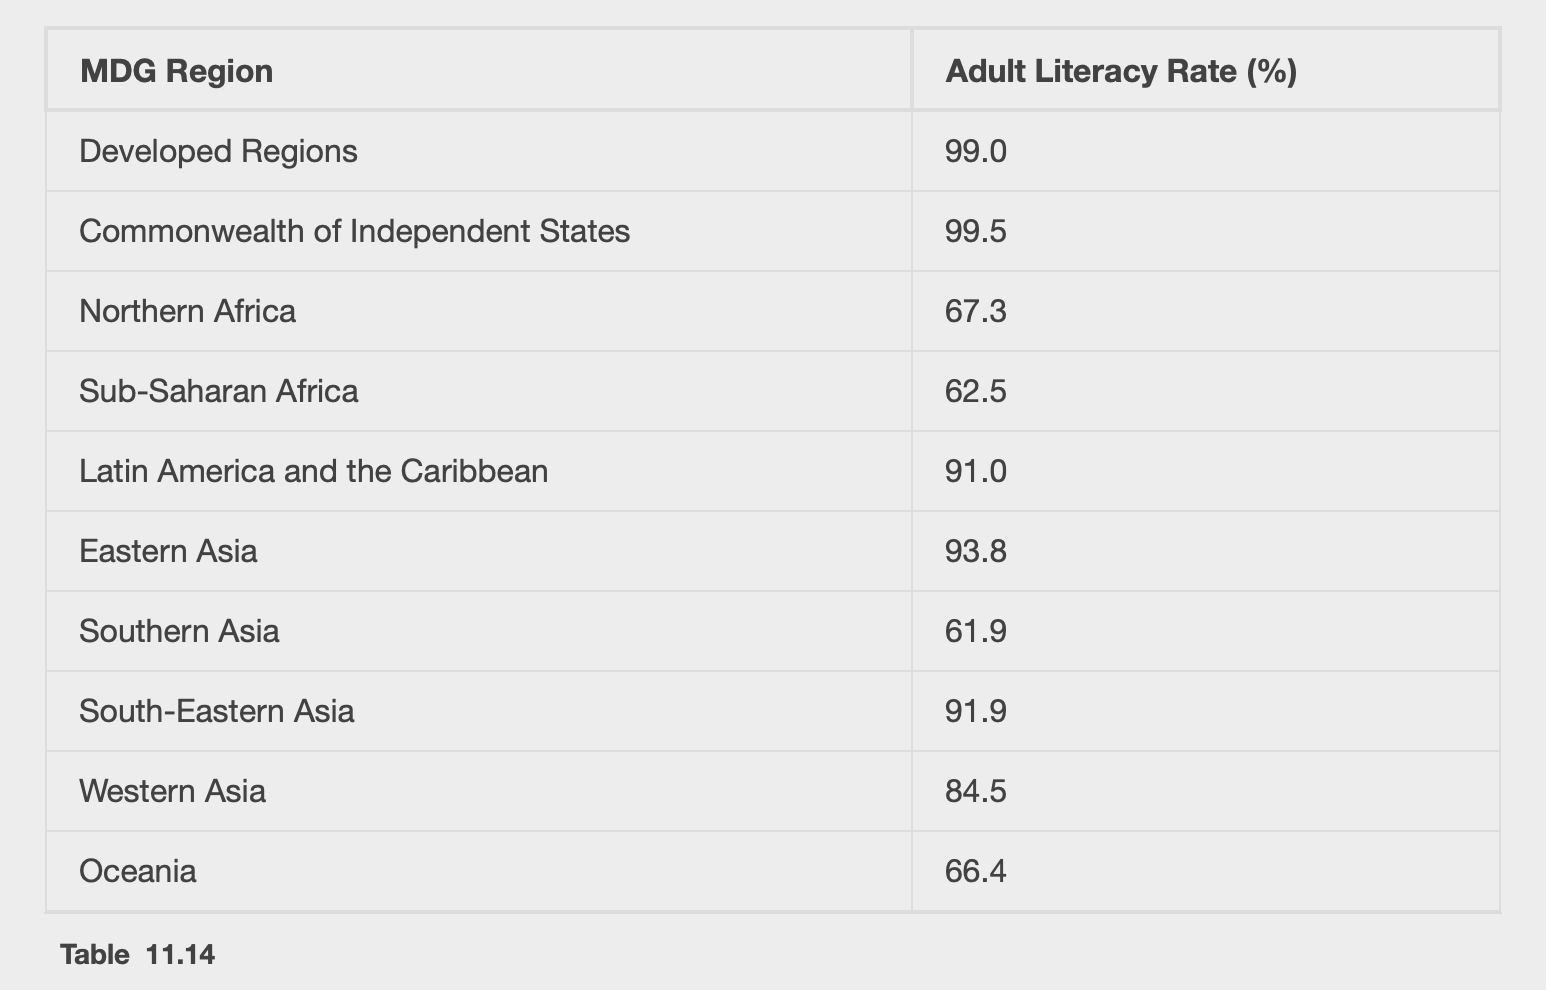 MDG Region Adult Literacy Rate (%)
Developed Regions 99.0
Commonwealth of Independent States 99.5
Northern Africa 67.3
Sub-Saharan Africa 62.5
Latin America and the Caribbean 91.0
Eastern Asia 93.8
Southern Asia 61.9
South-Eastern Asia 91.9
Western Asia 84.5
Oceania 66.4
Table 11.14